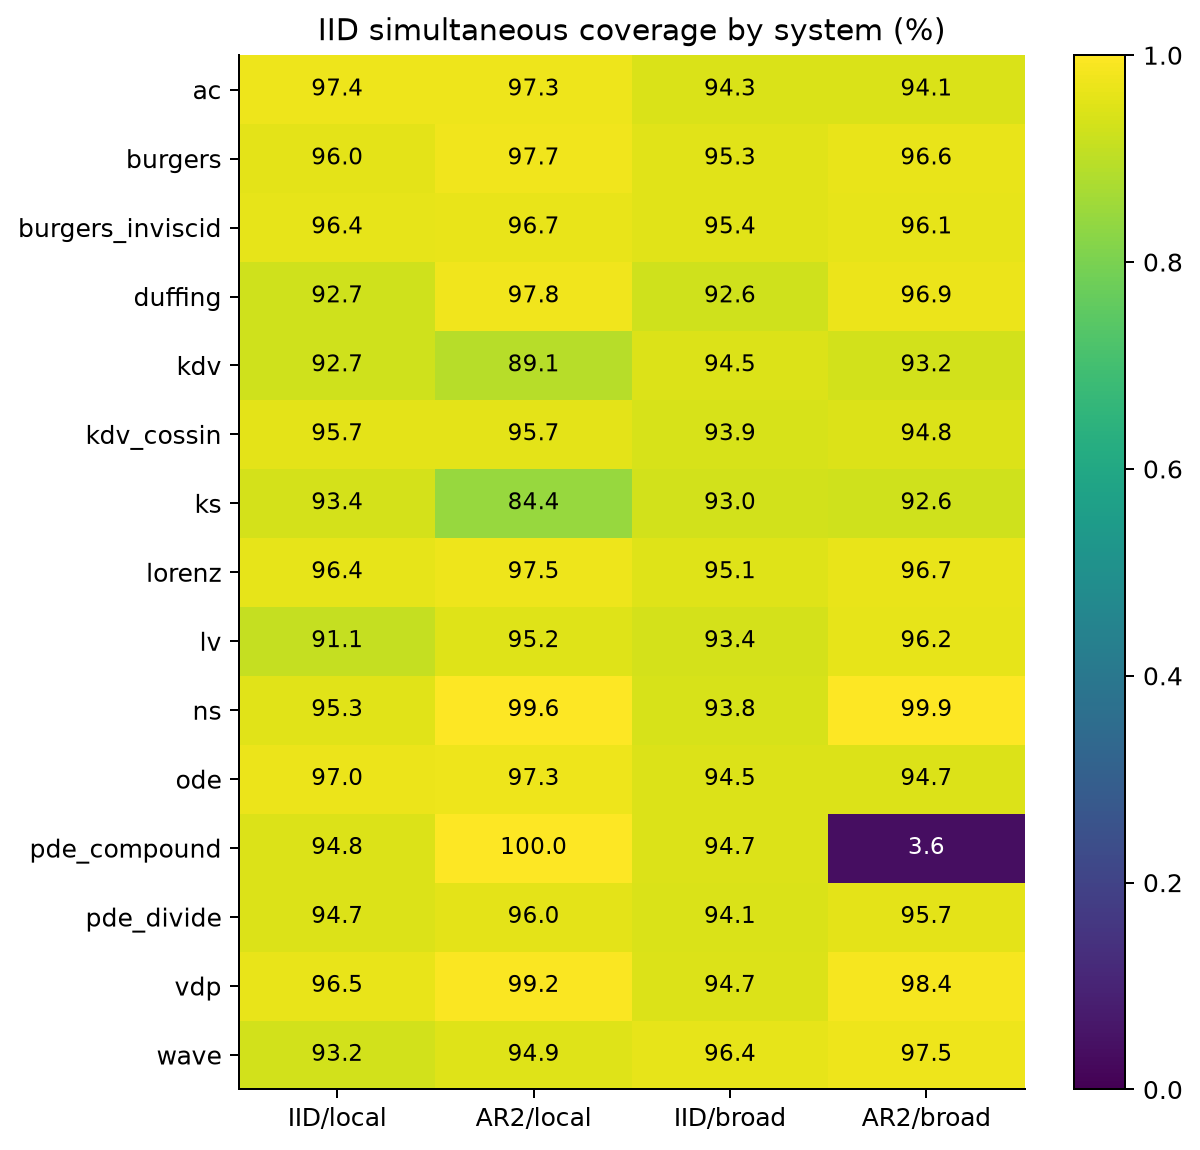 IID simultaneous coverage by system (%)
ac 97.4 97.3 94.3 94.1
burgers 96.0 97.7 95.3 96.6
burgers_inviscid 96.4 96.7 95.4 96.1
duffing 92.7 97.8 92.6 96.9
kdv 92.7 89.1 94.5 93.2
kdv_cossin 95.7 95.7 93.9 94.8
ks 93.4 84.4 93.0 92.6
lorenz 96.4 97.5 95.1 96.7
lv 91.1 95.2 93.4 96.2
ns 95.3 99.6 93.8 99.9
ode 97.0 97.3 94.5 94.7
pde_compound 94.8 100.0 94.7 3.6
pde_divide 94.7 96.0 94.1 95.7
vdp 96.5 99.2 94.7 98.4
wave 93.2 94.9 96.4 97.5
IID/local AR2/local IID/broad AR2/broad
1.0
0.8
0.6
0.4
0.2
0.0